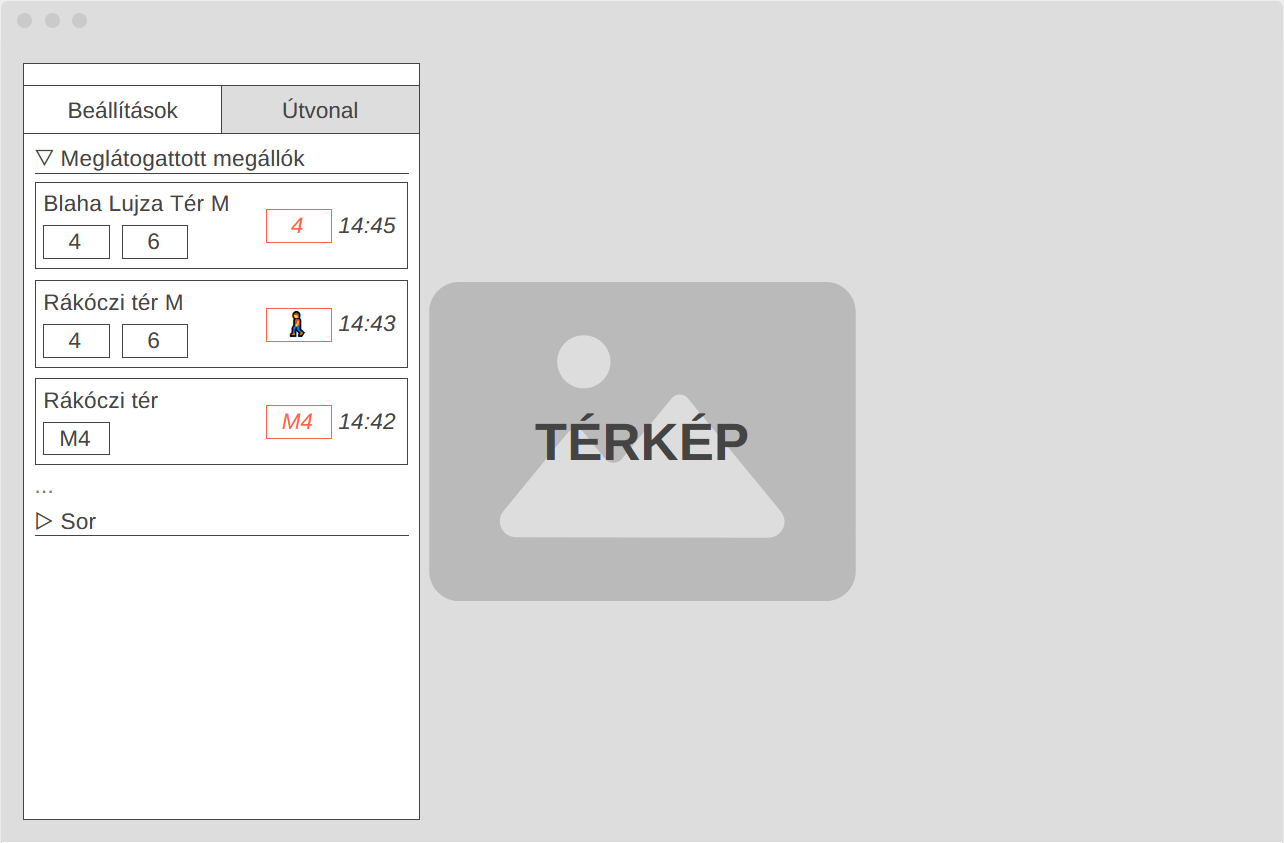 Beállítások
Útvonal
Meglátogattott megállók
Blaha Lujza Tér M
4 6
4 14:45
Rákóczi tér M
4 6
14:43
Rákóczi tér
M4
M4 14:42
...
Sor
TÉRKÉP